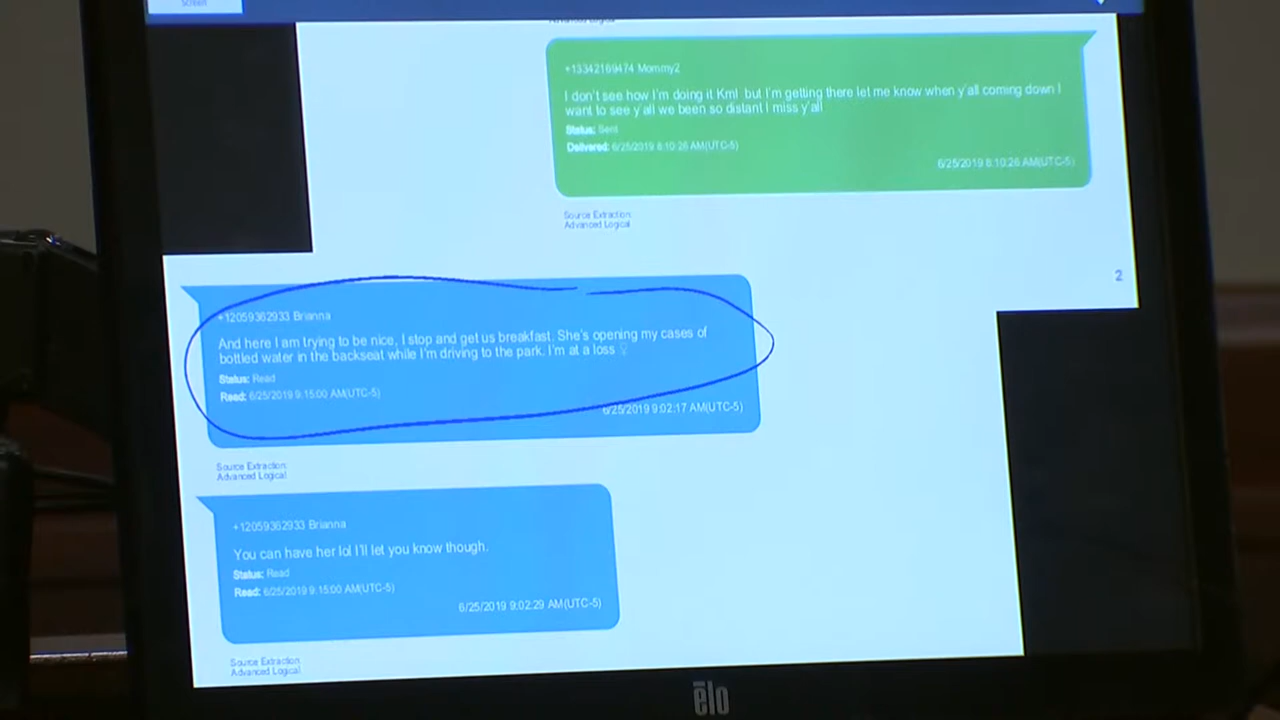 Screen
Advanced Logical
+13342169474 Mommy2
I don't see how I'm doing it Kml but I'm getting there let me know when y'all coming down I
want to see y'all we been so distant I miss y'all
Status: Sent
Delivered: 6/25/2019 8:10:26 AM(UTC-5)
6/25/2019 8:10:26 AM(UTC-5)
Source Extraction:
Advanced Logical
2
+12059362933 Brianna
And here I am trying to be nice, I stop and get us breakfast. She's opening my cases of
bottled water in the backseat while I'm driving to the park. I'm at a loss
Status: Read
Read: 6/25/2019 9:15:00 AM(UTC-5)
6/25/2019 9:02:17 AM(UTC-5)
Source Extraction:
Advanced Logical
+12059362933 Brianna
You can have her lol I'll let you know though.
Status: Read
Read: 6/25/2019 9:15:00 AM(UTC-5)
6/25/2019 9:02:29 AM(UTC-5)
Source Extraction:
Advanced Logical
elo